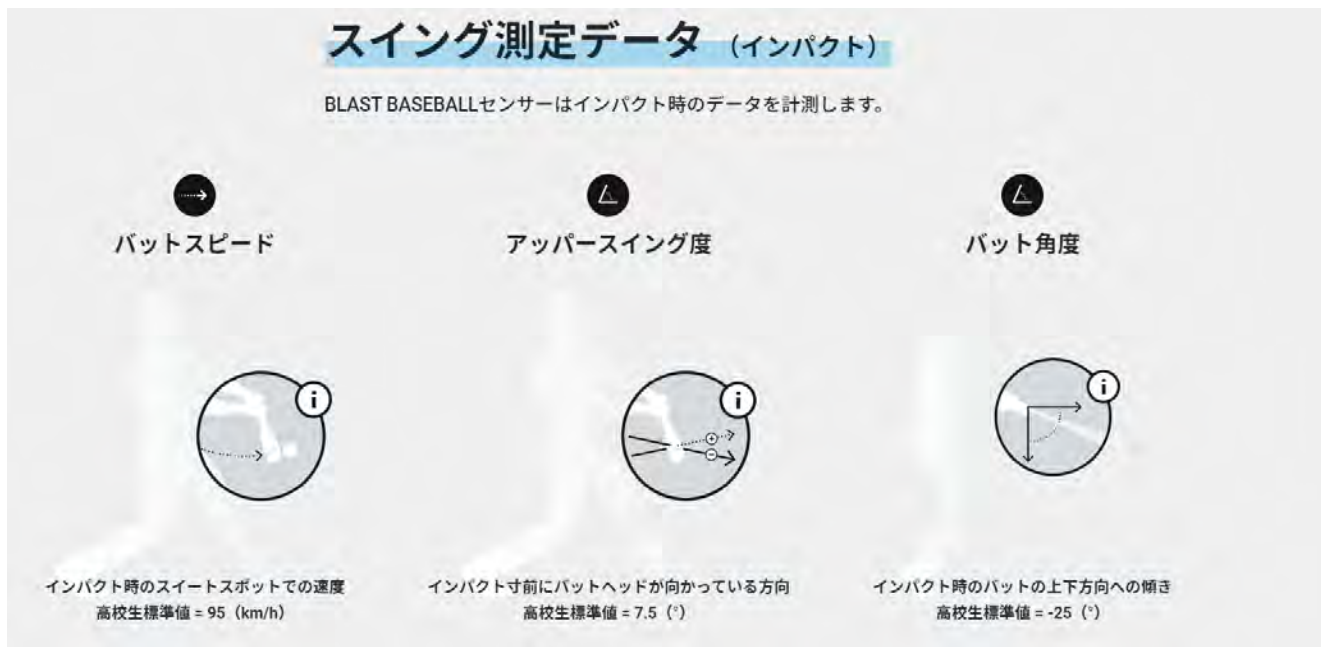 スイング測定データ （インパクト）
BLAST BASEBALLセンサーはインパクト時のデータを計測します。
バットスピード
アッパースイング度
バット角度
i
i
i
+
−
インパクト時のスイートスポットでの速度
高校生標準値 = 95（km/h）
インパクト寸前にバットヘッドが向かっている方向
高校生標準値 = 7.5（°）
インパクト時のバットの上下方向への傾き
高校生標準値 = -25（°）